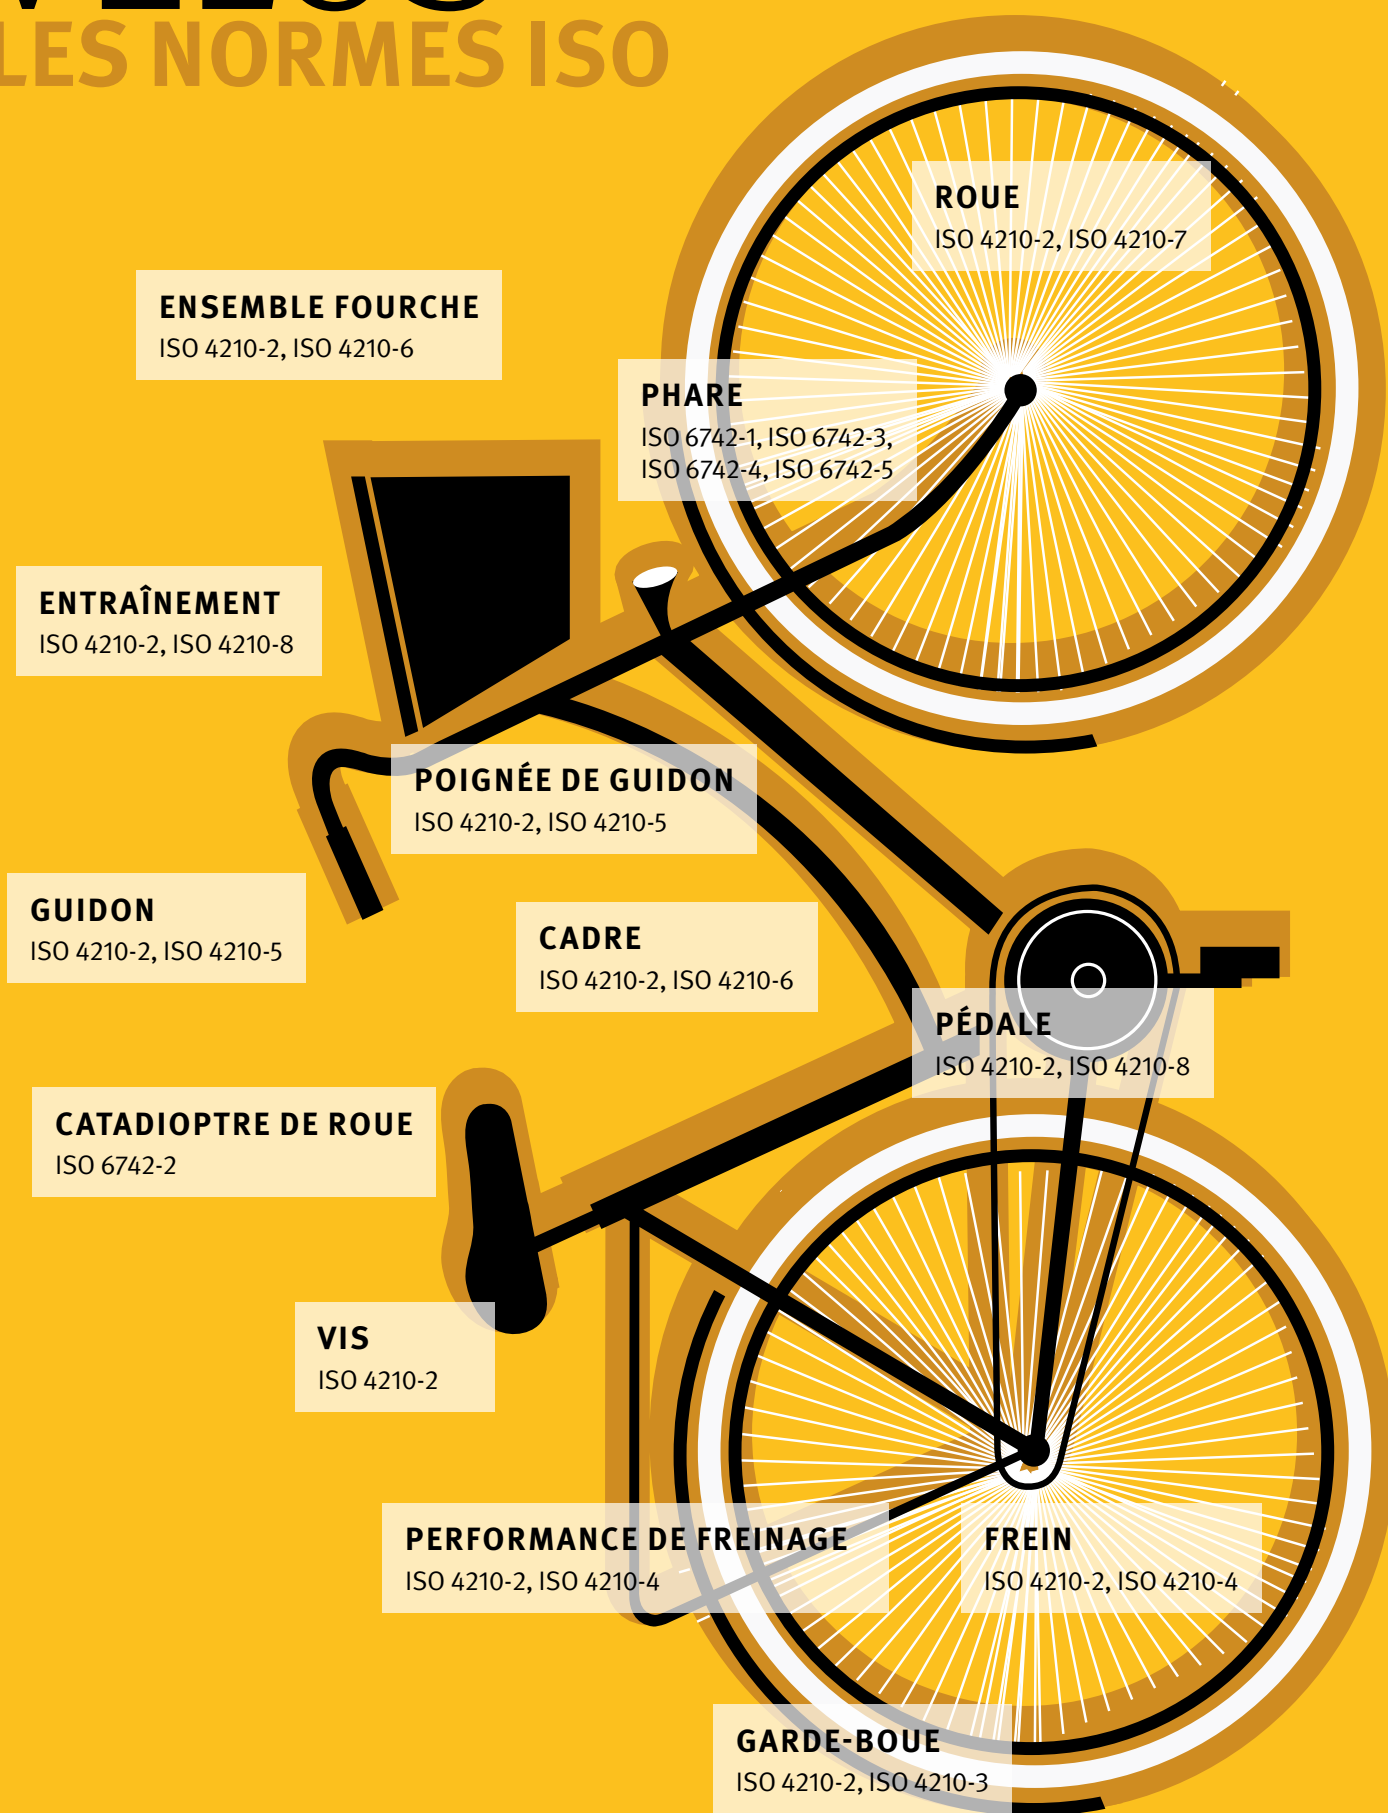 LES NORMES ISO
ROUE
ISO 4210-2, ISO 4210-7
ENSEMBLE FOURCHE
ISO 4210-2, ISO 4210-6
PHARE
ISO 6742-1, ISO 6742-3,
ISO 6742-4, ISO 6742-5
ENTRAÎNEMENT
ISO 4210-2, ISO 4210-8
POIGNÉE DE GUIDON
ISO 4210-2, ISO 4210-5
GUIDON
ISO 4210-2, ISO 4210-5
CADRE
ISO 4210-2, ISO 4210-6
PÉDALE
ISO 4210-2, ISO 4210-8
CATADIOPTRE DE ROUE
ISO 6742-2
VIS
ISO 4210-2
PERFORMANCE DE FREINAGE
ISO 4210-2, ISO 4210-4
FREIN
ISO 4210-2, ISO 4210-4
GARDE-BOUE
ISO 4210-2, ISO 4210-3